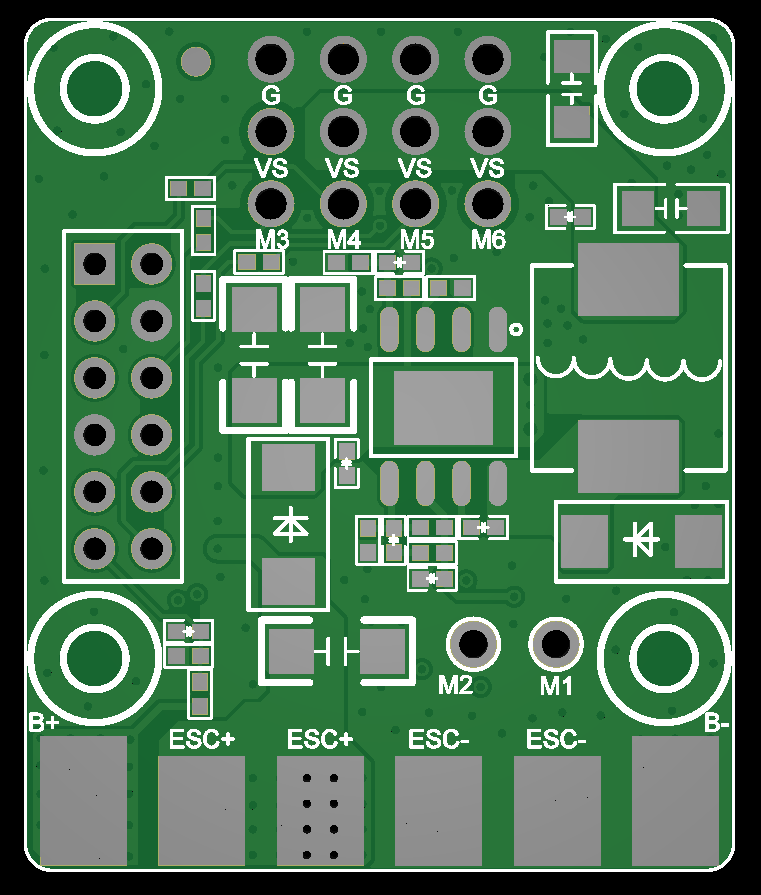 G G G G
VS VS VS VS
M3 M4 M5 M6
M2 M1
B+ B-
ESC+ ESC+ ESC- ESC-